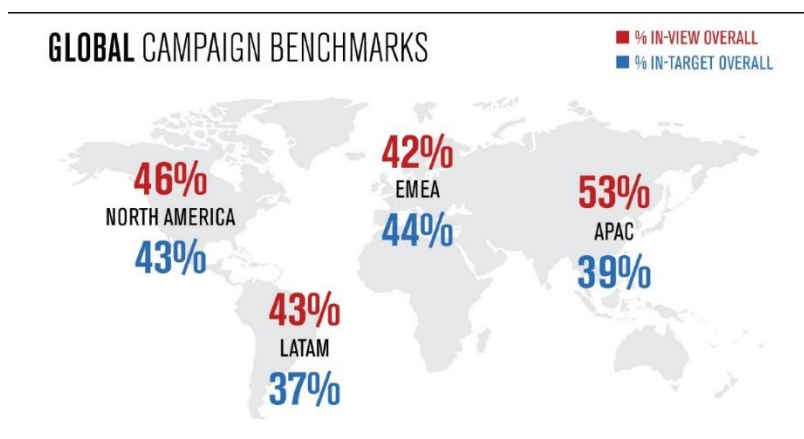 GLOBAL CAMPAIGN BENCHMARKS
% IN-VIEW OVERALL
% IN-TARGET OVERALL
46%
NORTH AMERICA
43%
42%
EMEA
44%
53%
APAC
39%
43%
LATAM
37%